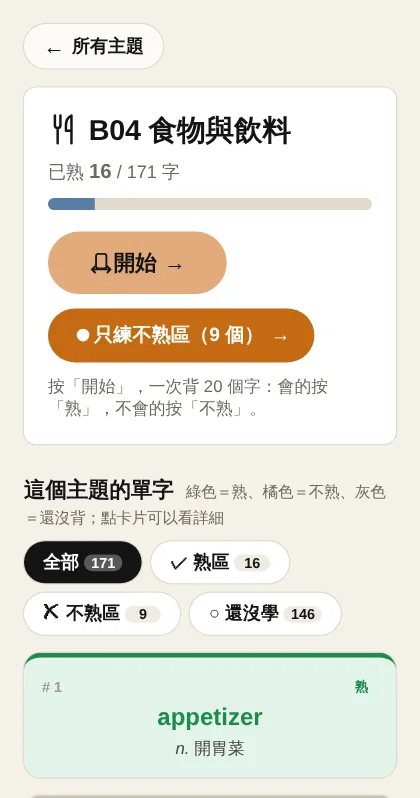 ← 所有主題
B04 食物與飲料
已熟 16 / 171 字
開始 →
只練不熟區（9 個） →
按「開始」，一次背 20 個字：會的按
「熟」，不會的按「不熟」。
這個主題的單字 綠色＝熟、橘色＝不熟、灰色
＝還沒背；點卡片可以看詳細
全部 171 ✓ 熟區 16
⛏ 不熟區 9 ○ 還沒學 146
# 1 熟
appetizer
n. 開胃菜